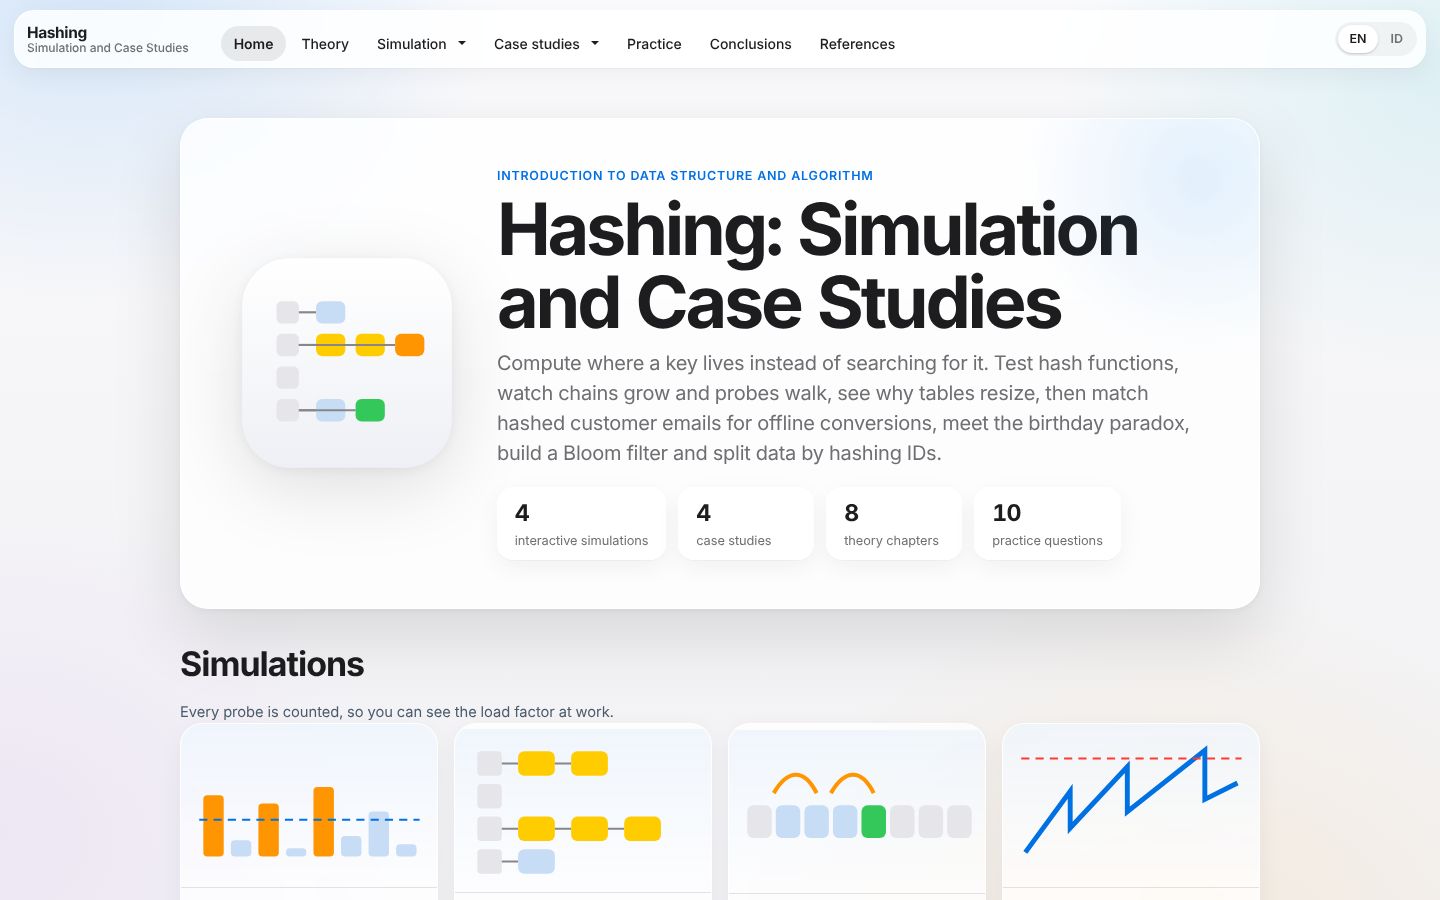 Hashing
Simulation and Case Studies
Home
Theory
Simulation
Case studies
Practice
Conclusions
References
EN
ID
INTRODUCTION TO DATA STRUCTURE AND ALGORITHM
Hashing: Simulation
and Case Studies
Compute where a key lives instead of searching for it. Test hash functions,
watch chains grow and probes walk, see why tables resize, then match
hashed customer emails for offline conversions, meet the birthday paradox,
build a Bloom filter and split data by hashing IDs.
4
interactive simulations
4
case studies
8
theory chapters
10
practice questions
Simulations
Every probe is counted, so you can see the load factor at work.